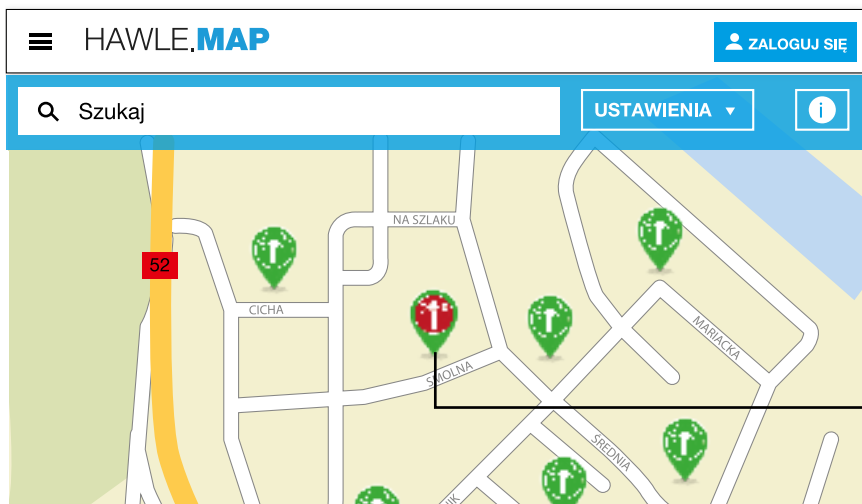 HAWLE.MAP
ZALOGUJ SIĘ
Szukaj
USTAWIENIA
i
NA SZLAKU
52
CICHA
MARIACKA
SMOLNA
ŚREDNIA